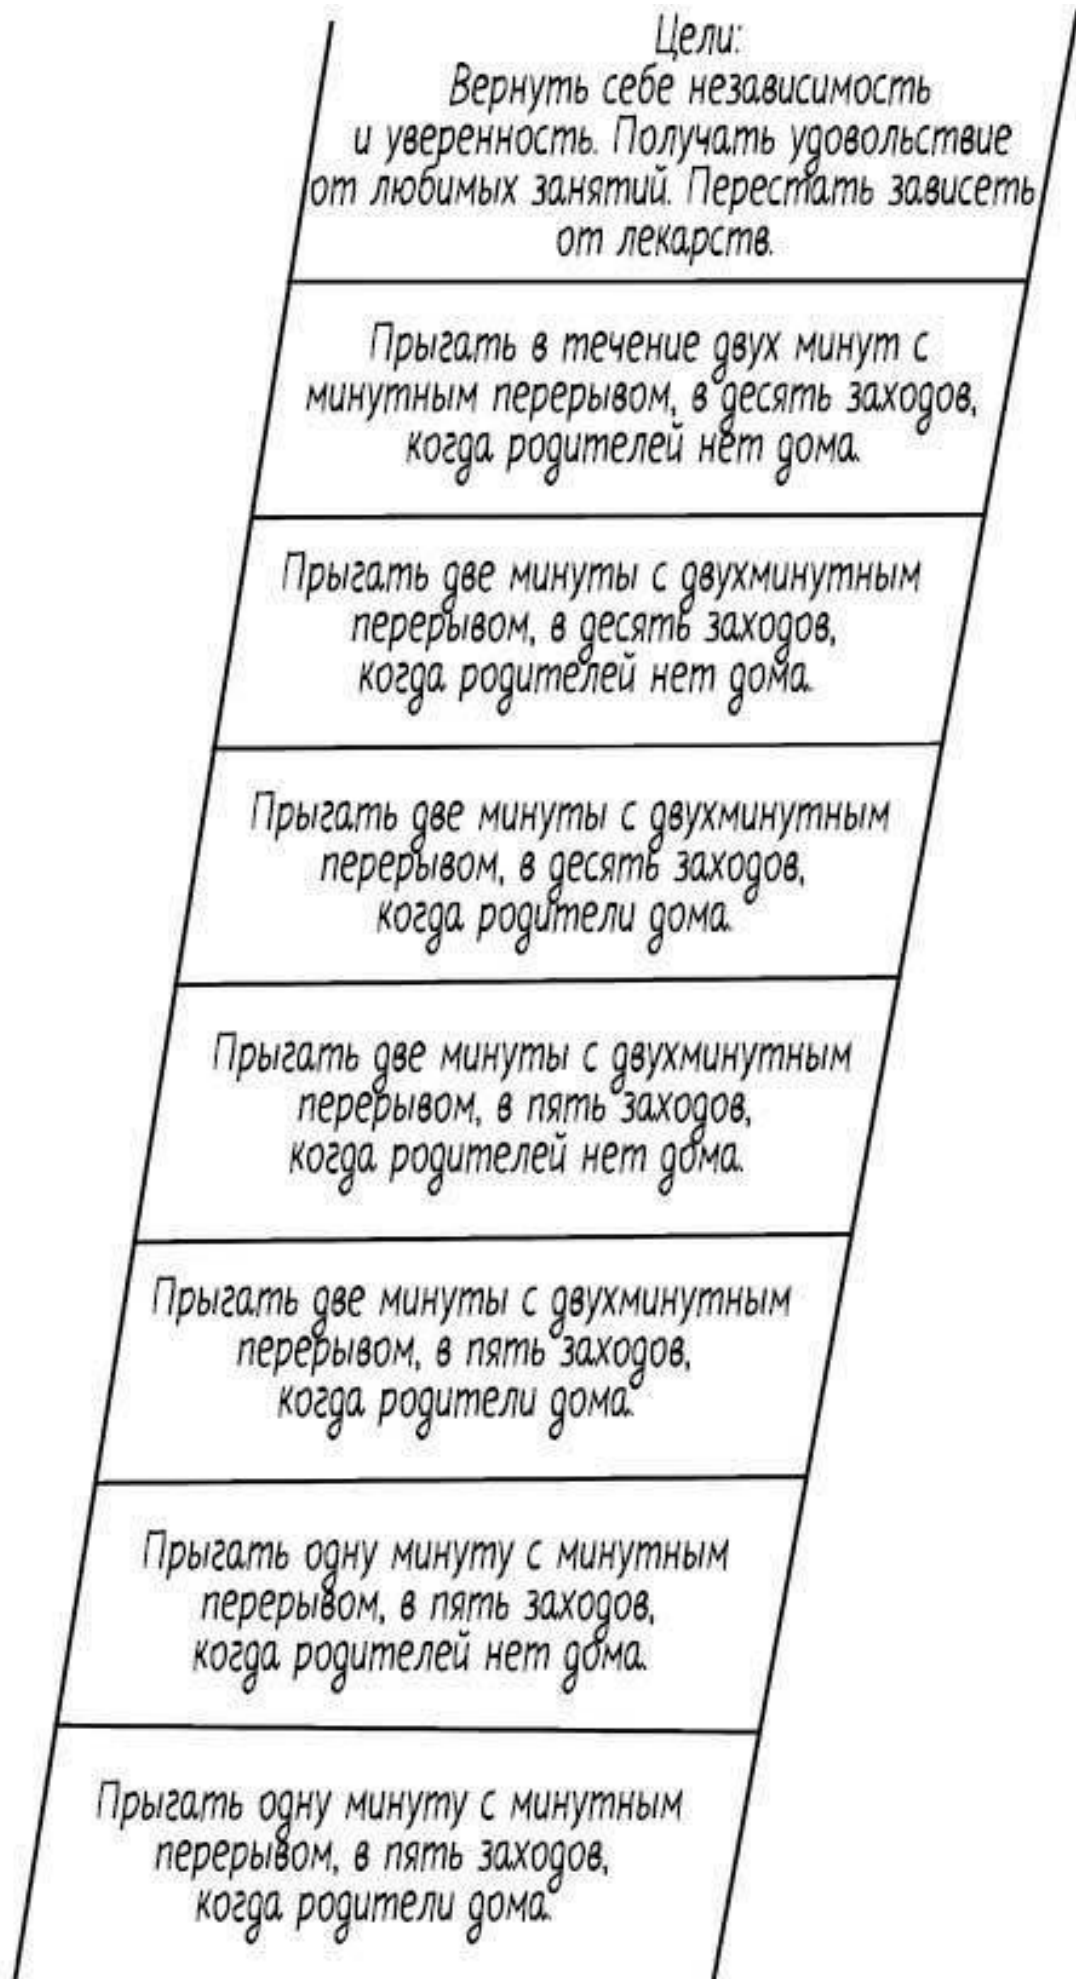 Цели:
Вернуть себе независимость
и уверенность. Получать удовольствие
от любимых занятий. Перестать зависеть
от лекарств.
Прыгать в течение двух минут с
минутным перерывом, в десять заходов,
когда родителей нет дома.
Прыгать две минуты с двухминутным
перерывом, в десять заходов,
когда родителей нет дома.
Прыгать две минуты с двухминутным
перерывом, в десять заходов,
когда родители дома.
Прыгать две минуты с двухминутным
перерывом, в пять заходов,
когда родителей нет дома.
Прыгать две минуты с двухминутным
перерывом, в пять заходов,
когда родители дома.
Прыгать одну минуту с минутным
перерывом, в пять заходов,
когда родителей нет дома.
Прыгать одну минуту с минутным
перерывом, в пять заходов,
когда родители дома.